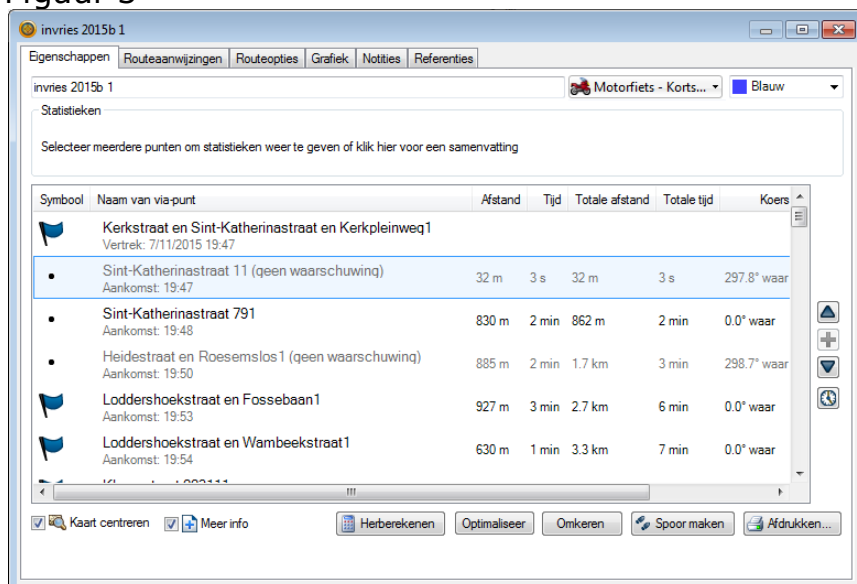 invries 2015b 1
Eigenschappen Routeaanwijzingen Routeopties Grafiek Notities Referenties
invries 2015b 1 Motorfiets - Korts... Blauw
Statistieken
Selecteer meerdere punten om statistieken weer te geven of klik hier voor een samenvatting
Symbool Naam van via-punt Afstand Tijd Totale afstand Totale tijd Koers
Kerkstraat en Sint-Katherinastraat en Kerkpleinweg1
Vertrek: 7/11/2015 19:47
Sint-Katherinastraat 11 (geen waarschuwing) 32 m 3 s 32 m 3 s 297.8° waar
Aankomst: 19:47
Sint-Katherinastraat 791 830 m 2 min 862 m 2 min 0.0° waar
Aankomst: 19:48
Heidestraat en Roesemslos1 (geen waarschuwing) 885 m 2 min 1.7 km 3 min 298.7° waar
Aankomst: 19:50
Loddershoekstraat en Fossebaan1 927 m 3 min 2.7 km 6 min 0.0° waar
Aankomst: 19:53
Loddershoekstraat en Wambeekstraat1 630 m 1 min 3.3 km 7 min 0.0° waar
Aankomst: 19:54
Kaart centreren Meer info Herberekenen Optimaliseer Omkeren Spoor maken Afdrukken...